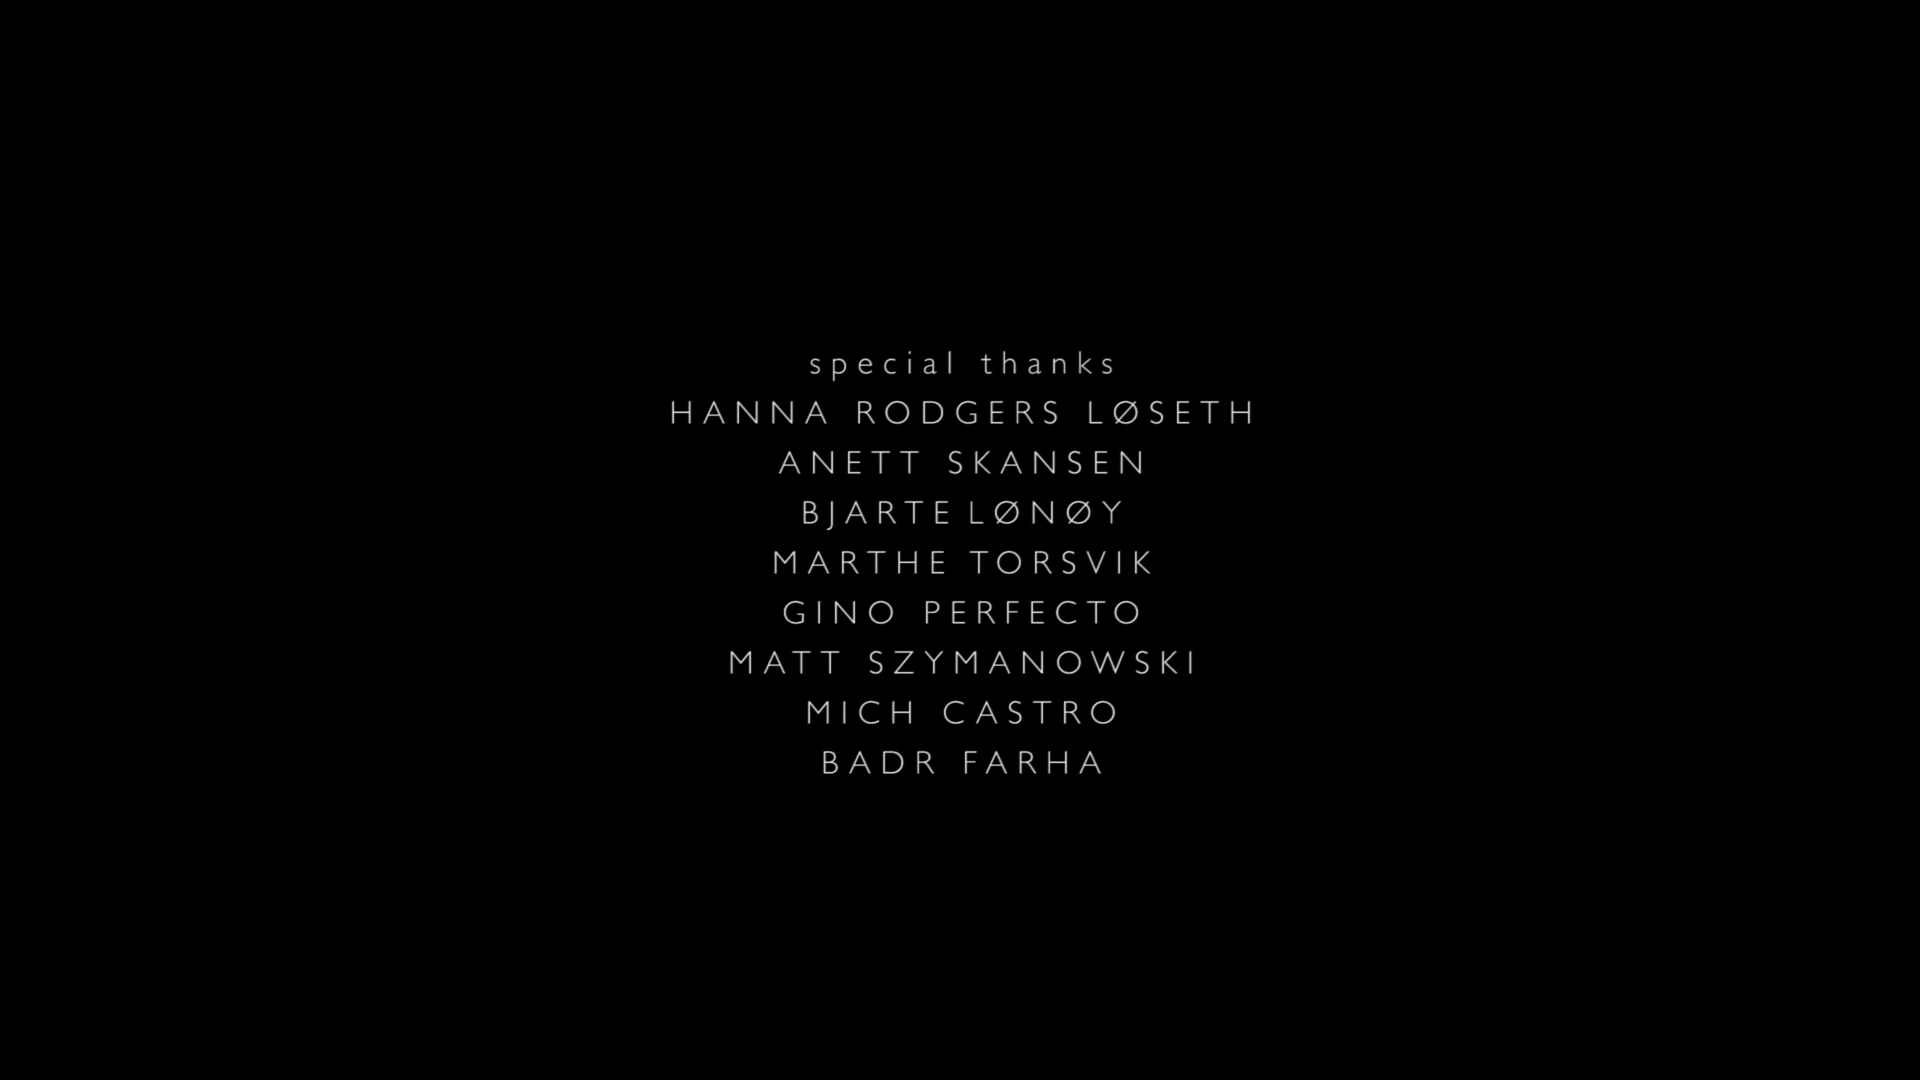 special thanks
HANNA RODGERS LØSETH
ANETT SKANSEN
BJARTE LØNØY
MARTHE TORSVIK
GINO PERFECTO
MATT SZYMANOWSKI
MICH CASTRO
BADR FARHA